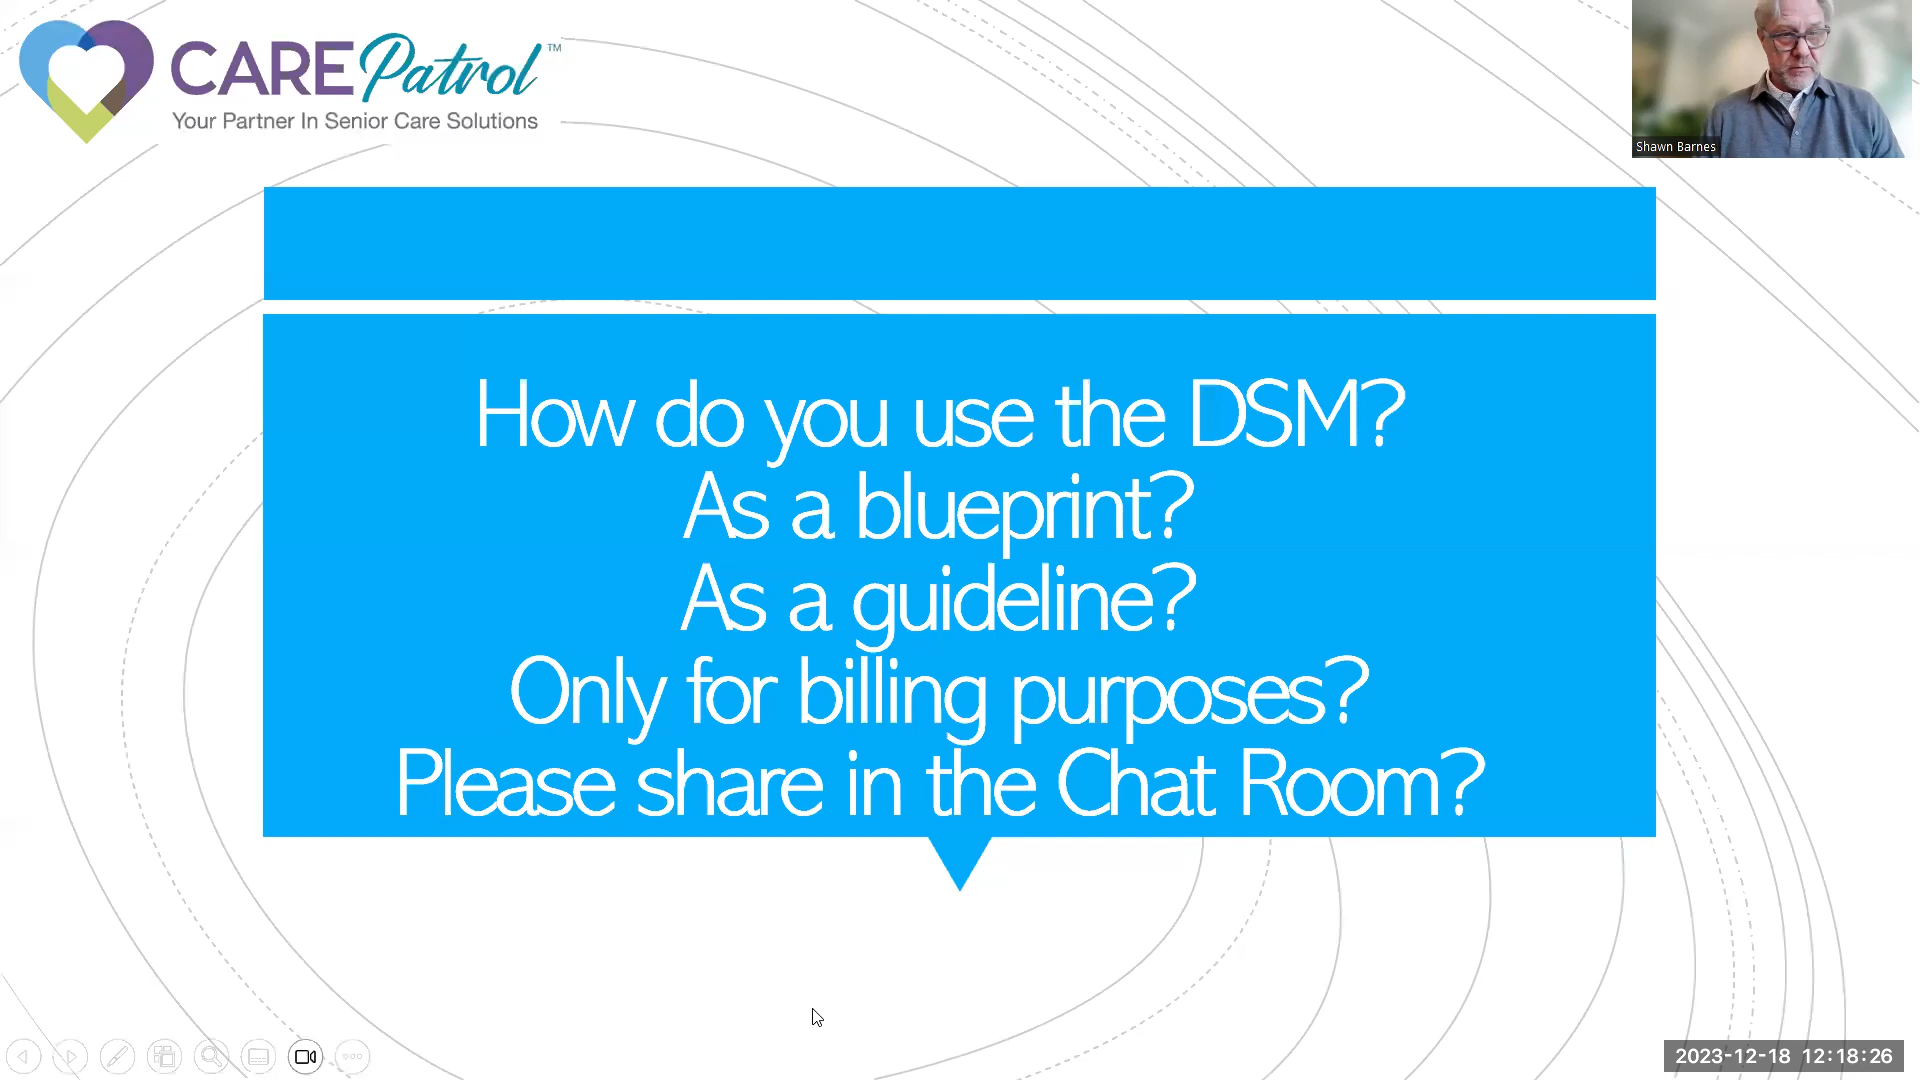 CAREPatrol™
Your Partner In Senior Care Solutions
Shawn Barnes
How do you use the DSM?
As a blueprint?
As a guideline?
Only for billing purposes?
Please share in the Chat Room?
2023-12-18 12:18:26